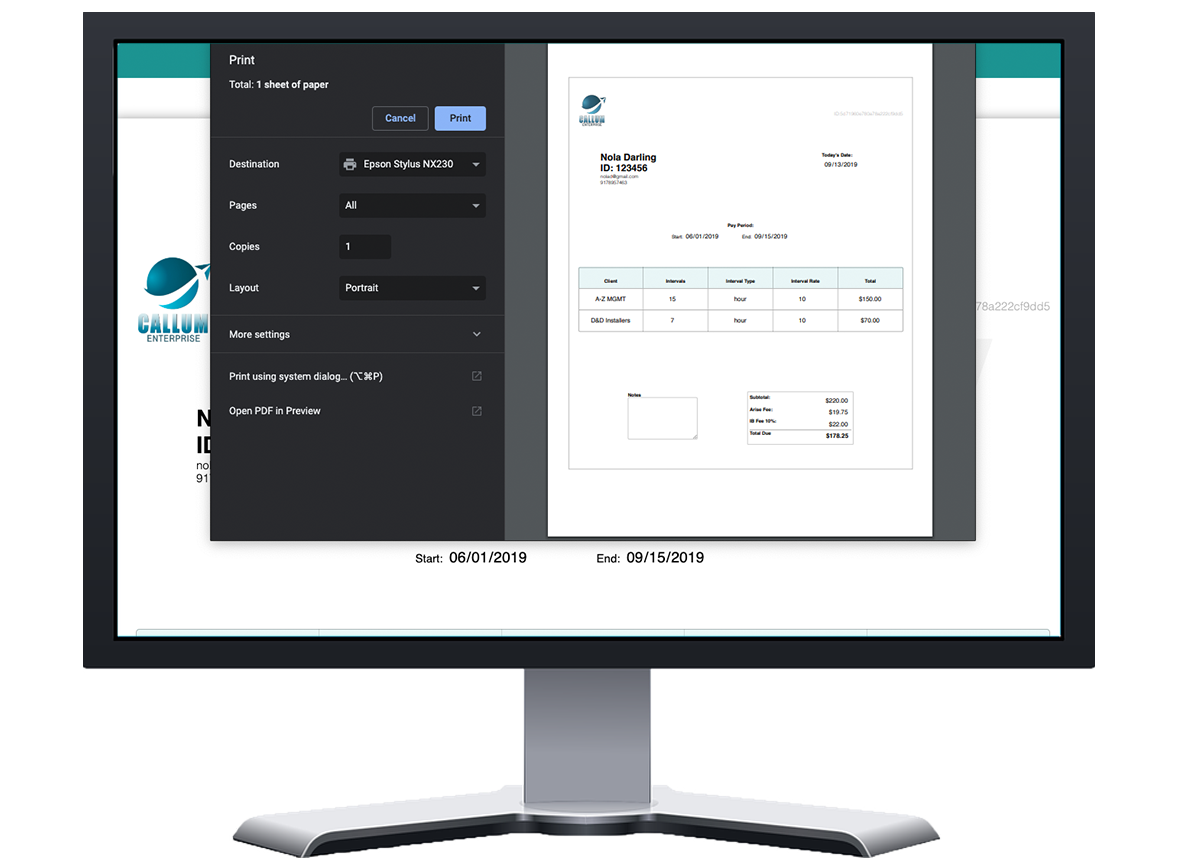 Print
Total: 1 sheet of paper
Cancel
Print
Destination
Epson Stylus NX230
Pages
All
Copies
1
Layout
Portrait
More settings
Print using system dialog... (⌥⌘P)
Open PDF in Preview
CALLUM
ENTERPRISE
Nola Darling
ID: 123456
nolad@gmail.com
9178957463
Today's Date:
09/13/2019
Pay Period:
Start: 06/01/2019 End: 09/15/2019
Client Intervals Interval Type Interval Rate Total
A-Z MGMT 15 hour 10 $150.00
D&D Installers 7 hour 10 $70.00
Notes
Subtotal: $220.00
Arise Fee: $19.75
IB Fee 10%: $22.00
Total Due $178.25
CALLUM
ENTERPRISE
78a222cf9dd5
N
ID
no
91
Start: 06/01/2019 End: 09/15/2019